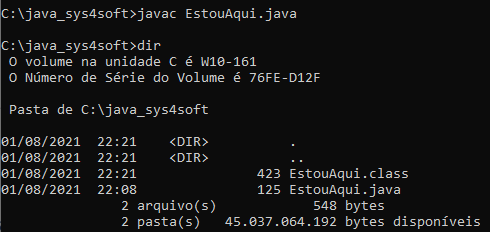 C:\java_sys4soft>javac EstouAqui.java
C:\java_sys4soft>dir
O volume na unidade C é W10-161
O Número de Série do Volume é 76FE-D12F
Pasta de C:\java_sys4soft
01/08/2021  22:21    <DIR>          .
01/08/2021  22:21    <DIR>          ..
01/08/2021  22:21               423 EstouAqui.class
01/08/2021  22:08               125 EstouAqui.java
2 arquivo(s)            548 bytes
2 pasta(s)   45.037.064.192 bytes disponíveis